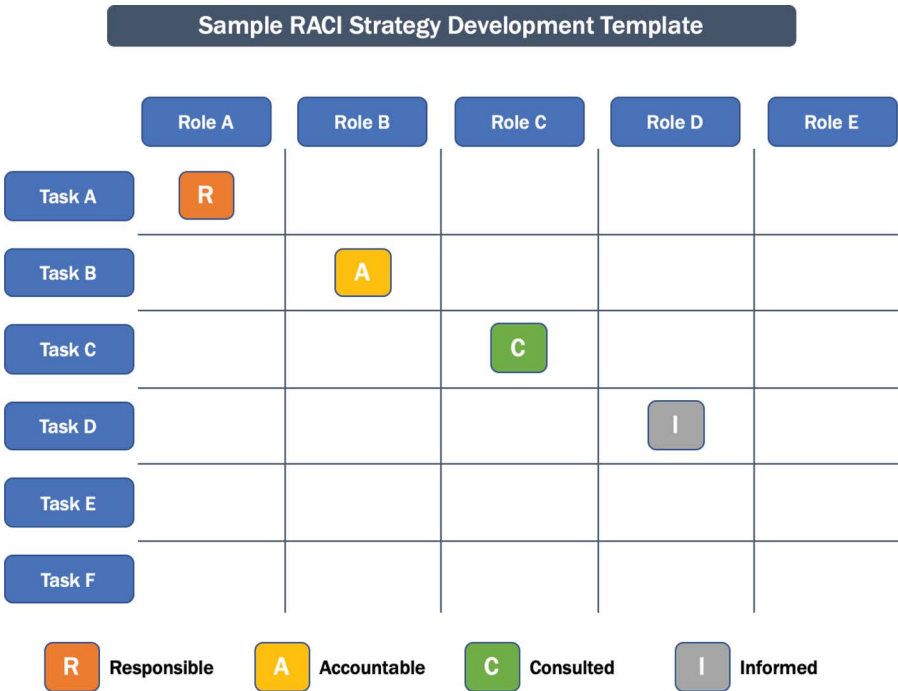 Sample RACI Strategy Development Template
Role A Role B Role C Role D Role E
Task A R
Task B A
Task C C
Task D I
Task E
Task F
R Responsible A Accountable C Consulted I Informed